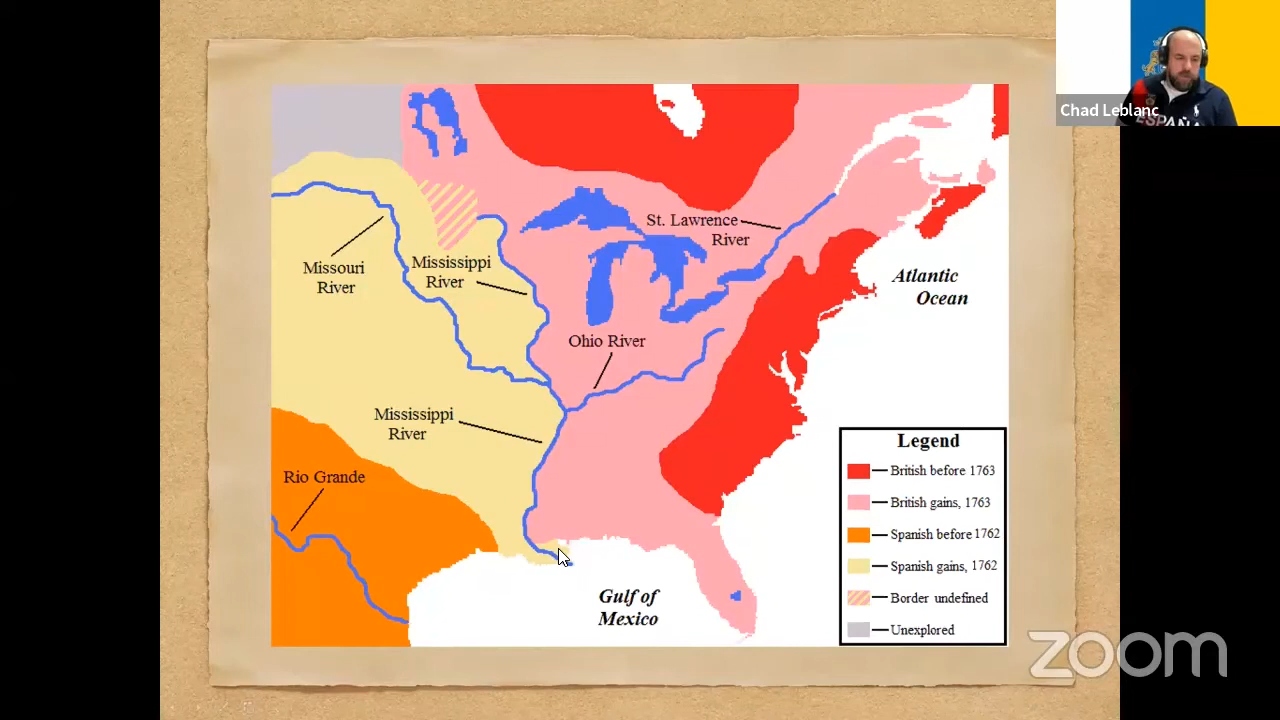 Chad Leblanc
ESPAÑA
St. Lawrence
River
Missouri
River
Mississippi
River
Atlantic
Ocean
Ohio River
Mississippi
River
Rio Grande
Gulf of
Mexico
Legend
British before 1763
British gains, 1763
Spanish before 1762
Spanish gains, 1762
Border undefined
Unexplored
zoom